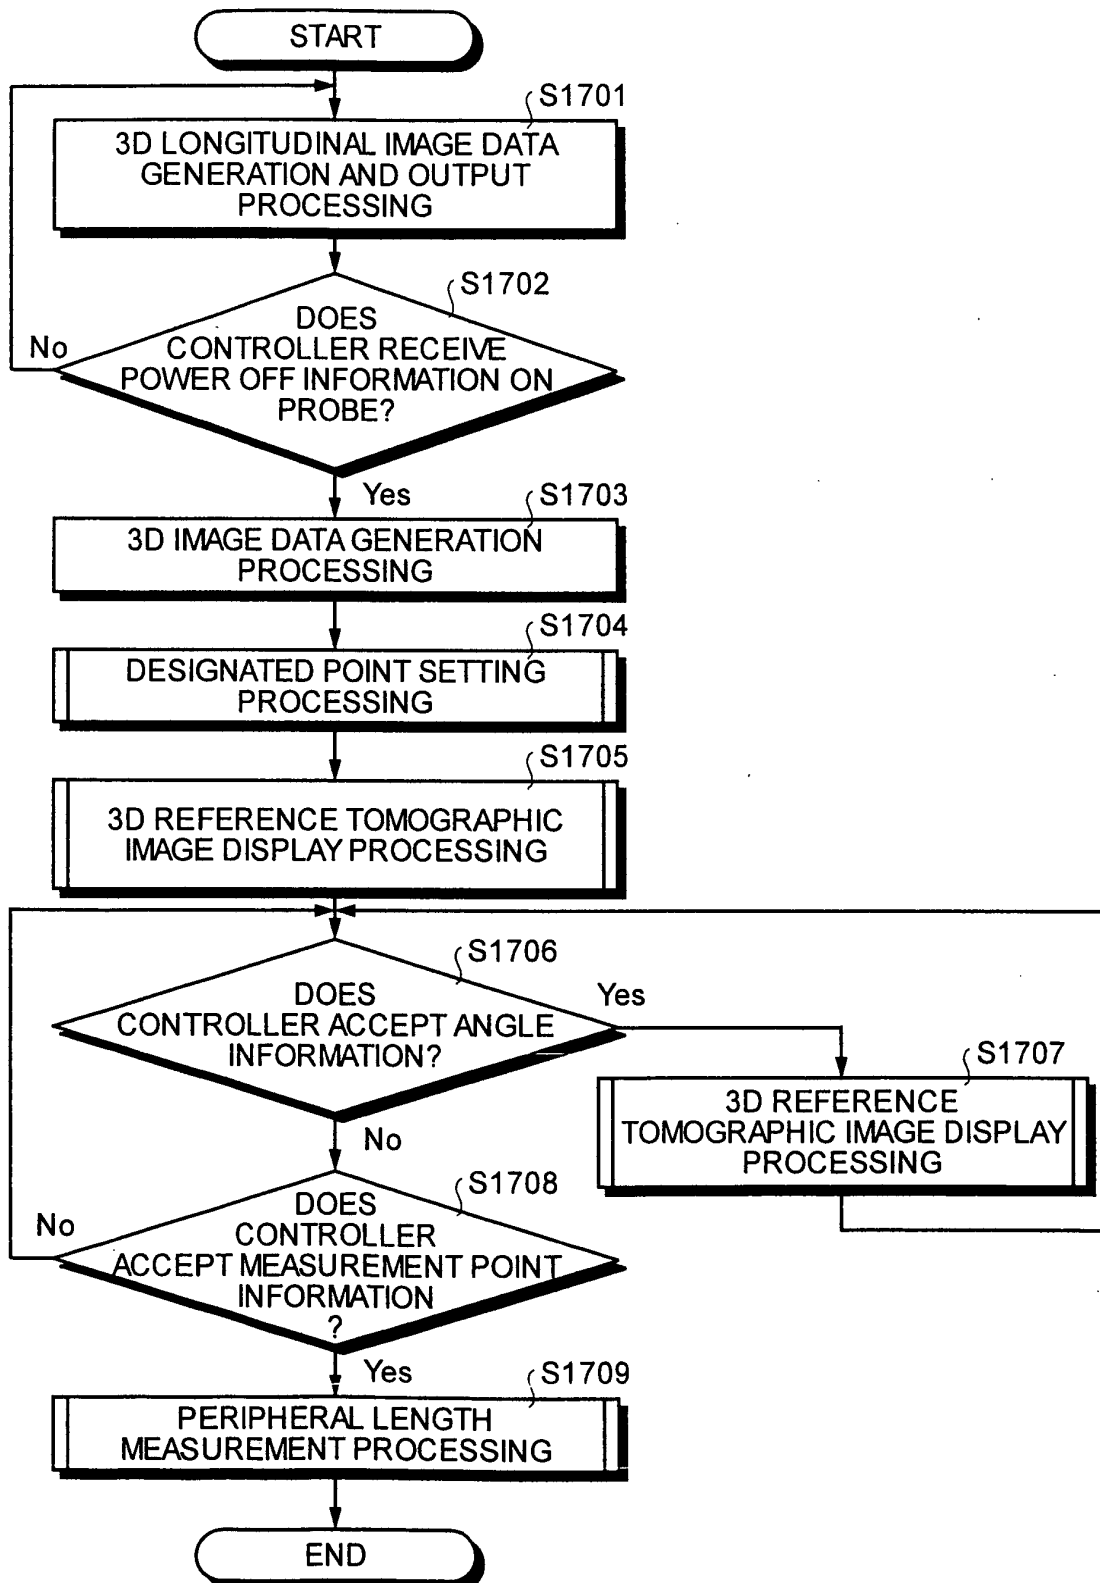 START
S1701
3D LONGITUDINAL IMAGE DATA
GENERATION AND OUTPUT
PROCESSING
S1702
DOES
CONTROLLER RECEIVE
POWER OFF INFORMATION ON
PROBE?
No
Yes
S1703
3D IMAGE DATA GENERATION
PROCESSING
S1704
DESIGNATED POINT SETTING
PROCESSING
S1705
3D REFERENCE TOMOGRAPHIC
IMAGE DISPLAY PROCESSING
S1706
DOES
CONTROLLER ACCEPT ANGLE
INFORMATION?
Yes
No
S1707
3D REFERENCE
TOMOGRAPHIC IMAGE DISPLAY
PROCESSING
S1708
DOES
CONTROLLER
ACCEPT MEASUREMENT POINT
INFORMATION
?
No
Yes
S1709
PERIPHERAL LENGTH
MEASUREMENT PROCESSING
END